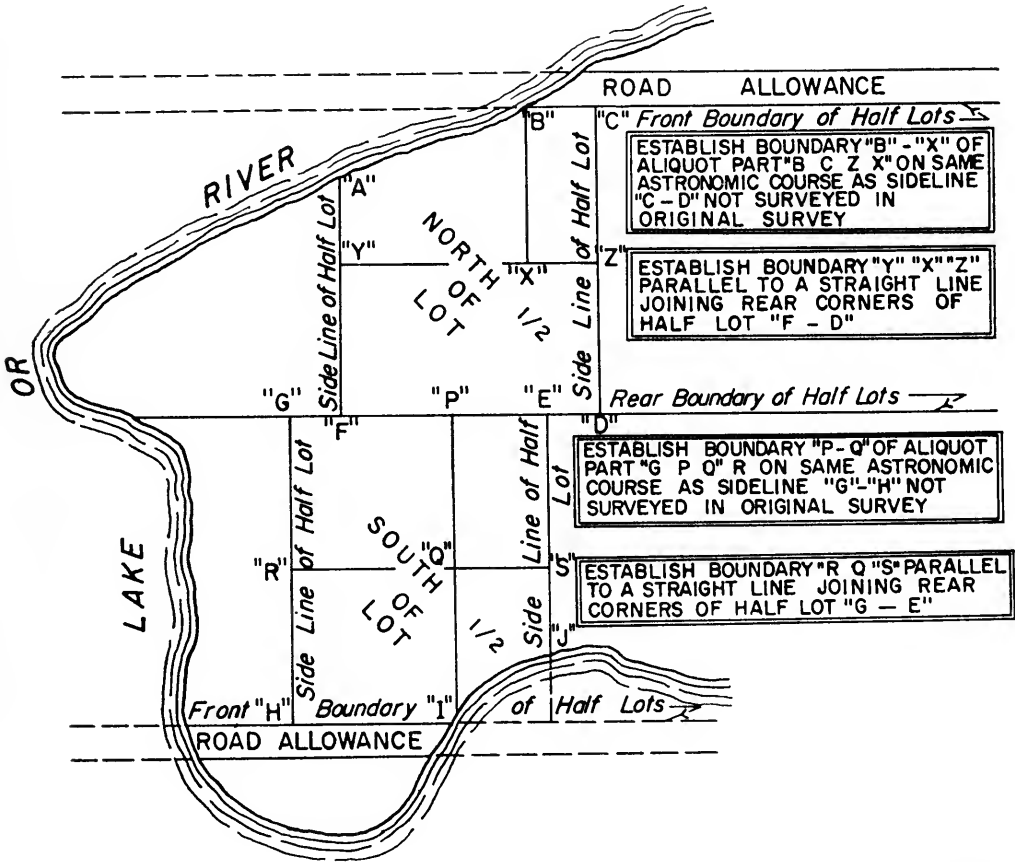 ROAD ALLOWANCE
"B" "C" Front Boundary of Half Lots
ESTABLISH BOUNDARY "B" - "X" OF
ALIQUOT PART "B C Z X" ON SAME
ASTRONOMIC COURSE AS SIDELINE
"C - D" NOT SURVEYED IN
ORIGINAL SURVEY
RIVER
"A"
Side Line of Half Lot
Side Line of Half Lot
NORTH
1/2
OF
LOT
"Y"
"X"
"Z"
ESTABLISH BOUNDARY "Y" "X" "Z"
PARALLEL TO A STRAIGHT LINE
JOINING REAR CORNERS OF
HALF LOT "F - D"
OR
"G" "P" "E" Rear Boundary of Half Lots
"F" "D"
ESTABLISH BOUNDARY "P - Q" OF ALIQUOT
PART "G P Q" R ON SAME ASTRONOMIC
COURSE AS SIDELINE "G"-"H" NOT
SURVEYED IN ORIGINAL SURVEY
Side Line of Half Lot
Side Line of Half
Lot
SOUTH
1/2
OF
LOT
LAKE
"R" "Q" "S"
ESTABLISH BOUNDARY "R Q "S" PARALLEL
TO A STRAIGHT LINE JOINING REAR
CORNERS OF HALF LOT "G — E"
"J"
Front "H" Boundary "I" of Half Lots
ROAD ALLOWANCE